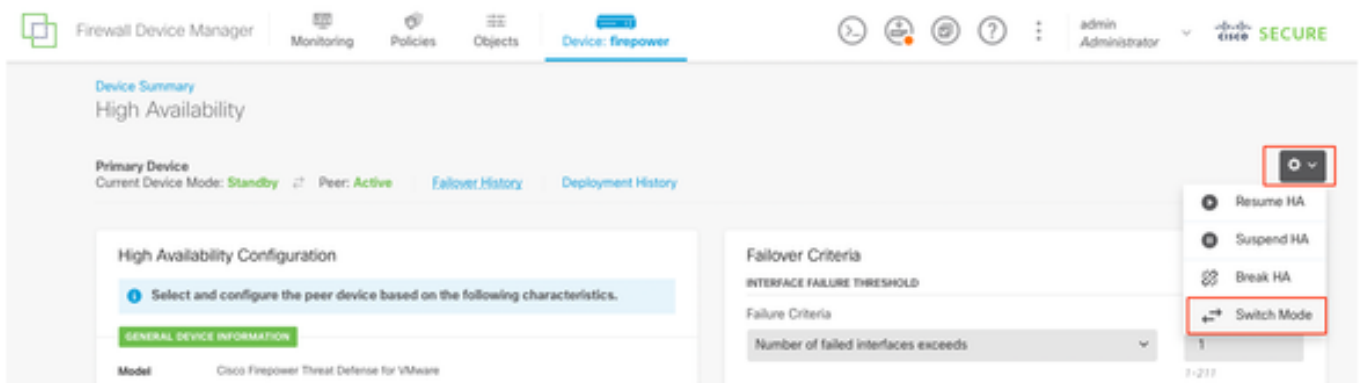 Firewall Device Manager
Monitoring
Policies
Objects
Device: firepower
admin
Administrator
cisco SECURE
Device Summary
High Availability
Primary Device
Current Device Mode: Standby Peer: Active Failover History Deployment History
Resume HA
Suspend HA
Break HA
Switch Mode
High Availability Configuration
Select and configure the peer device based on the following characteristics.
GENERAL DEVICE INFORMATION
Model Cisco Firepower Threat Defense for VMware
Failover Criteria
INTERFACE FAILURE THRESHOLD
Failure Criteria
Number of failed interfaces exceeds
1
1-211